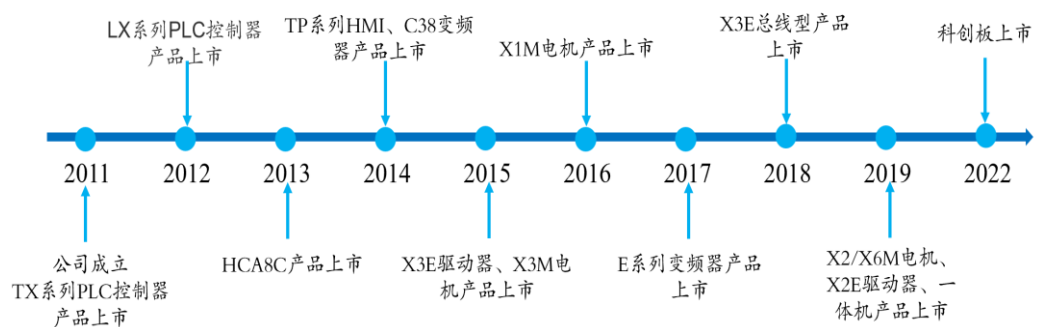 LX系列PLC控制器
产品上市
TP系列HMI、C38变频
器产品上市
X1M电机产品上市
X3E总线型产品
上市
科创板上市
2011
2012
2013
2014
2015
2016
2017
2018
2019
2022
公司成立
TX系列PLC控制器
产品上市
HCA8C产品上市
X3E驱动器、X3M电
机产品上市
E系列变频器产品
上市
X2/X6M电机、
X2E驱动器、一
体机产品上市